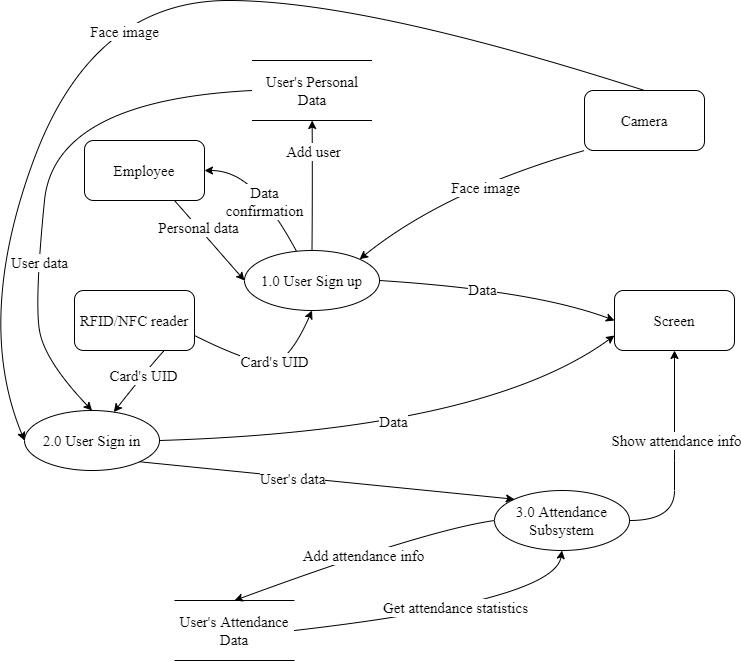 Face image
User's Personal
Data
Camera
Add user
Employee
Data
confirmation
Face image
Personal data
User data
1.0 User Sign up
Data
RFID/NFC reader
Screen
Card's UID
Card's UID
Data
2.0 User Sign in
Show attendance info
User's data
3.0 Attendance
Subsystem
Add attendance info
Get attendance statistics
User's Attendance
Data